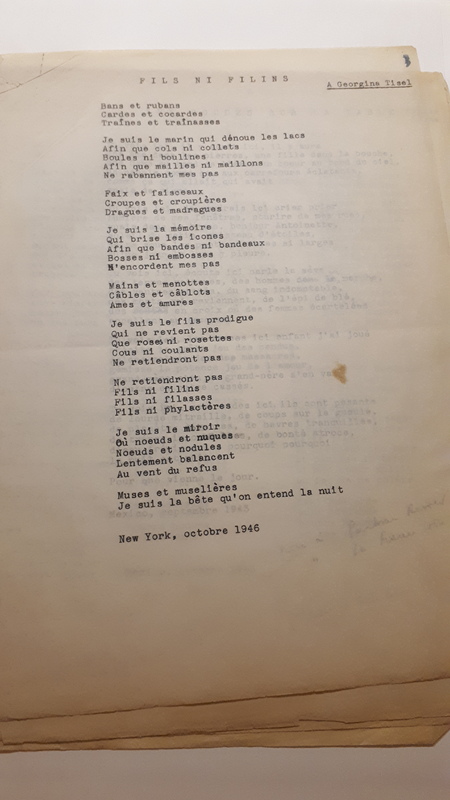 FILS NI FILINS
A Georgine Tisel
Bans et rubans
Cardes et cocardes
Traînes et traînasses
Je suis le marin qui dénoue les lacs
Afin que cols ni collets
Boules ni boulines
Afin que mailles ni maillons
Ne rabannent mes pas
Faix et faisceaux
Croupes et croupières
Dragues et madragues
Je suis la mémoire
Qui brise les icones
Afin que bandes ni bandeaux
Bosses ni embosses
N'encordent mes pas
Mains et menottes
Câbles et câblots
Ames et amures
Je suis le fils prodigue
Qui ne revient pas
Que roses ni rosettes
Cous ni coulants
Ne retiendront pas
Ne retiendront pas
Fils ni filins
Fils ni filasses
Fils ni phylactères
Je suis le miroir
Où noeuds et nuques
Noeuds et nodules
Lentement balancent
Au vent du refus
Muses et muselières
Je suis la bête qu'on entend la nuit
New York, octobre 1946